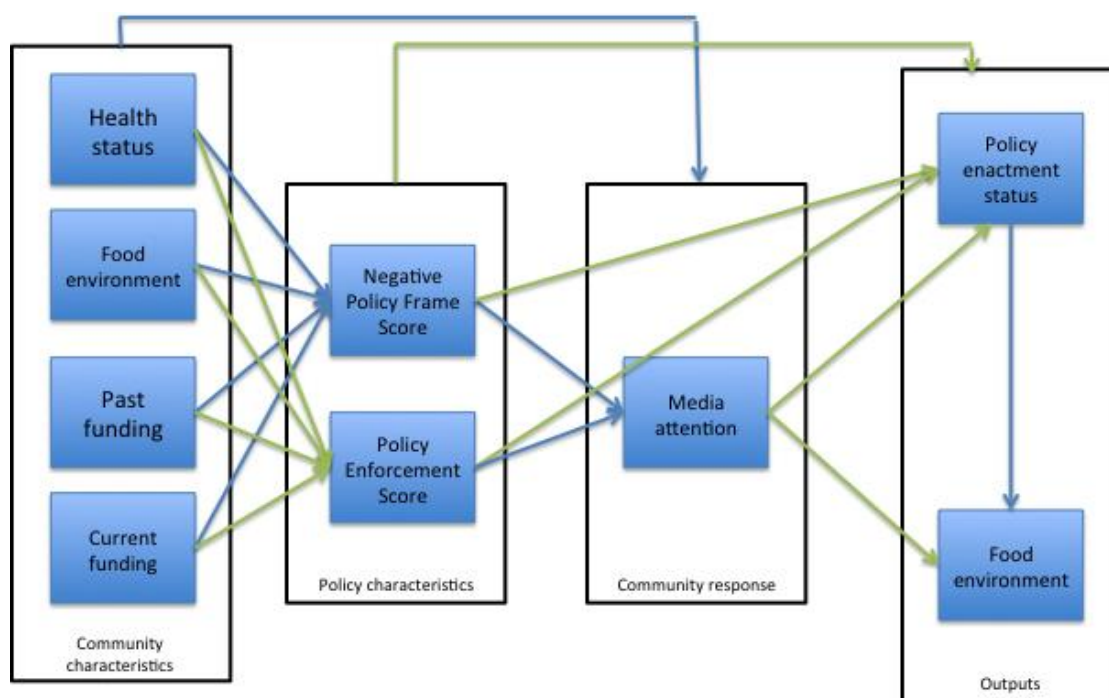 Health
status
Food
environment
Past
funding
Current
funding
Community
characteristics
Negative
Policy Frame
Score
Policy
Enforcement
Score
Policy characteristics
Media
attention
Community response
Policy
enactment
status
Food
environment
Outputs